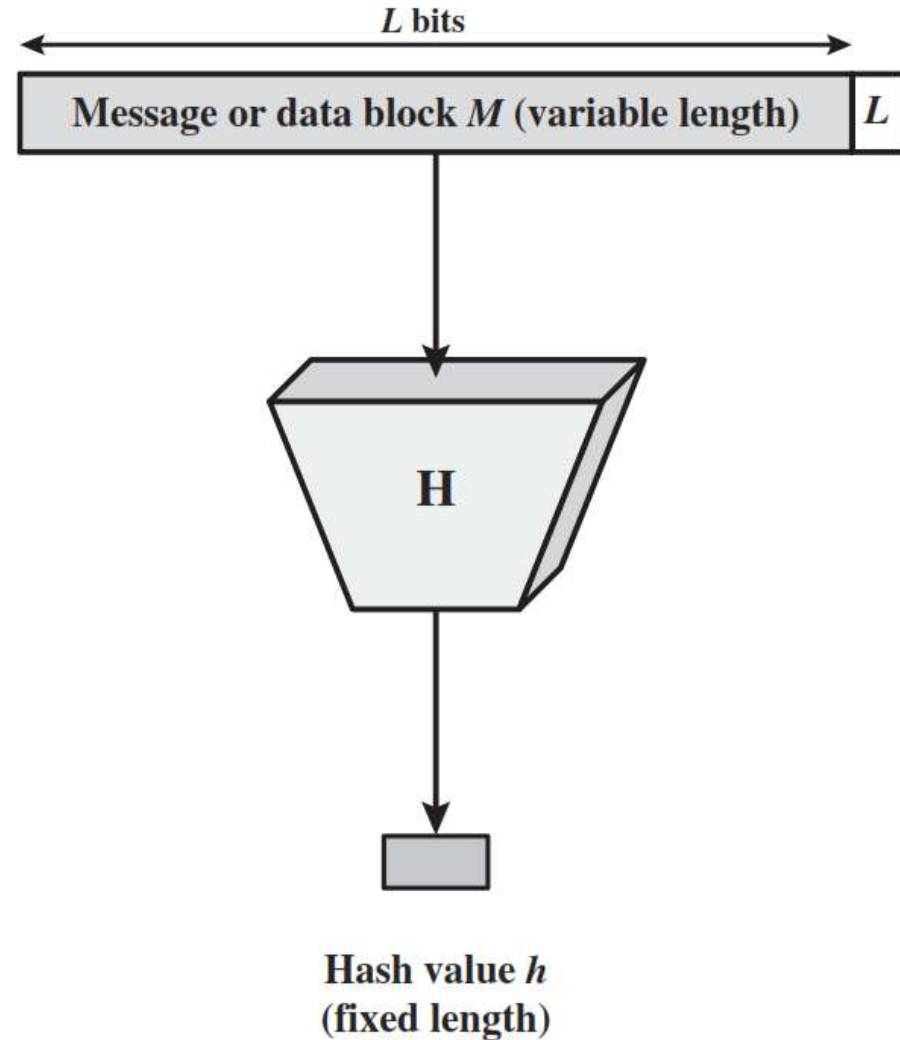 L bits
Message or data block M (variable length) L
H
Hash value h
(fixed length)